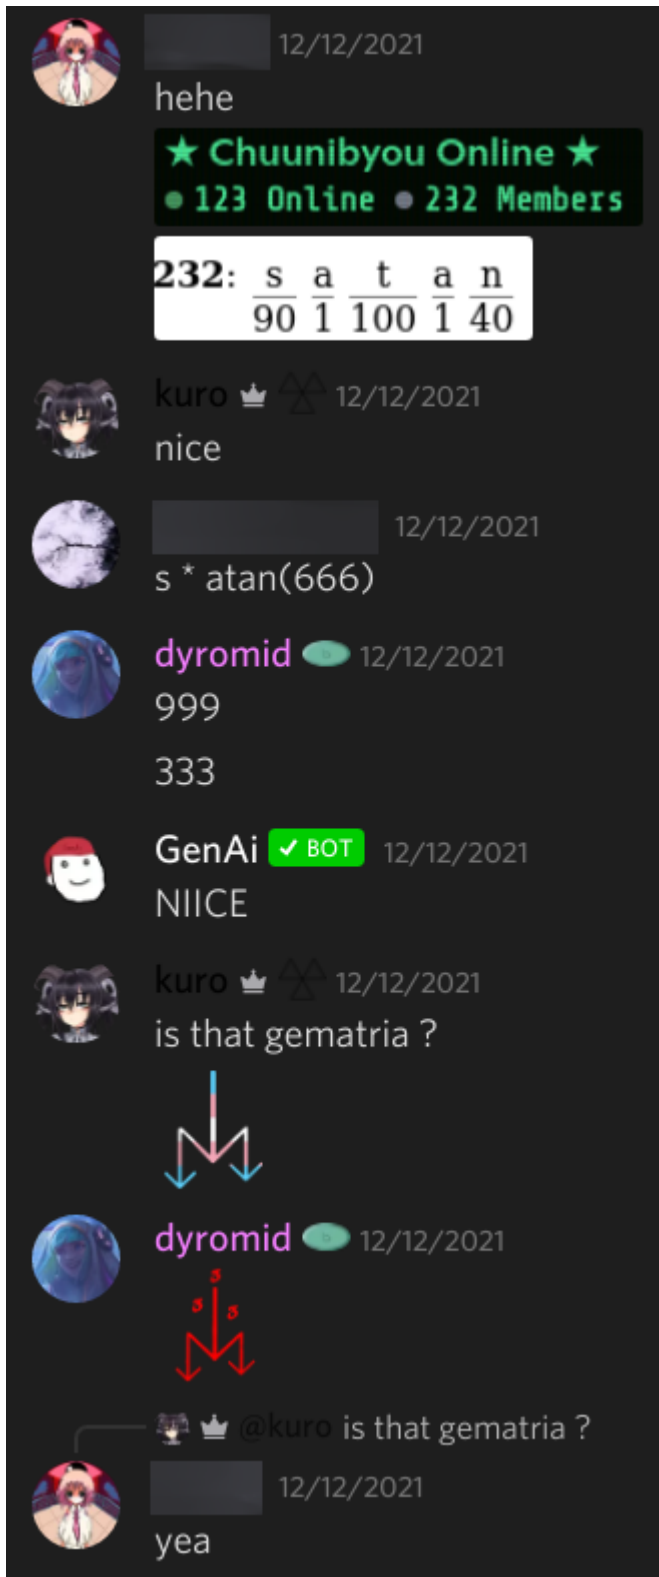 12/12/2021
hehe
★ Chuunibyou Online ★
123 Online 232 Members
232: s a t a n
90 1 100 1 40
kuro 12/12/2021
nice
12/12/2021
s * atan(666)
dyromid 12/12/2021
999
333
GenAi ✓ BOT 12/12/2021
NIICE
kuro 12/12/2021
is that gematria ?
dyromid 12/12/2021
3
3 3
@kuro is that gematria ?
12/12/2021
yea